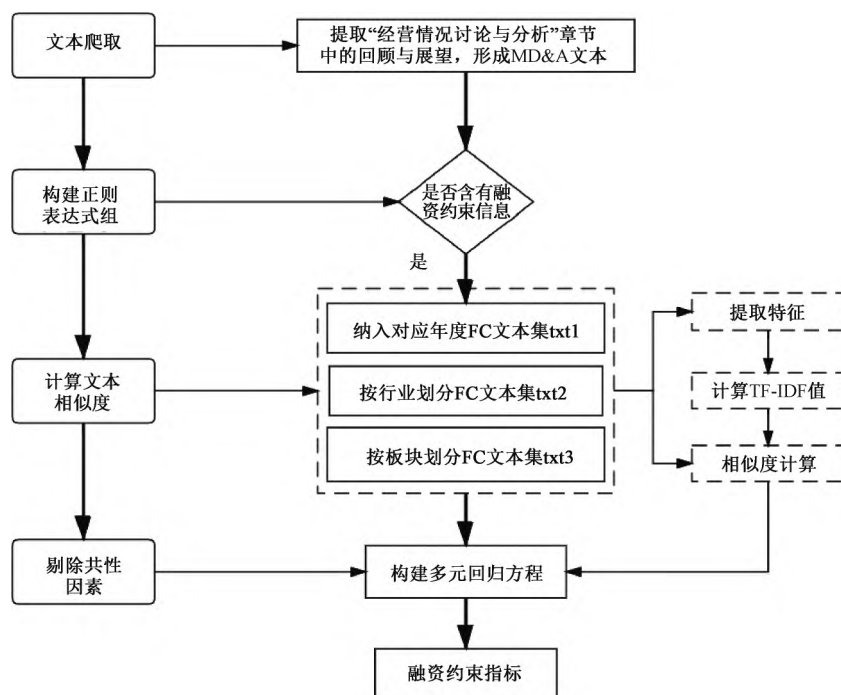 文本爬取
提取“经营情况讨论与分析”章节
中的回顾与展望，形成MD&A文本
构建正则
表达式组
是否含有融
资约束信息
是
纳入对应年度FC文本集txt1
按行业划分FC文本集txt2
按板块划分FC文本集txt3
提取特征
计算TF-IDF值
相似度计算
计算文本
相似度
剔除共性
因素
构建多元回归方程
融资约束指标